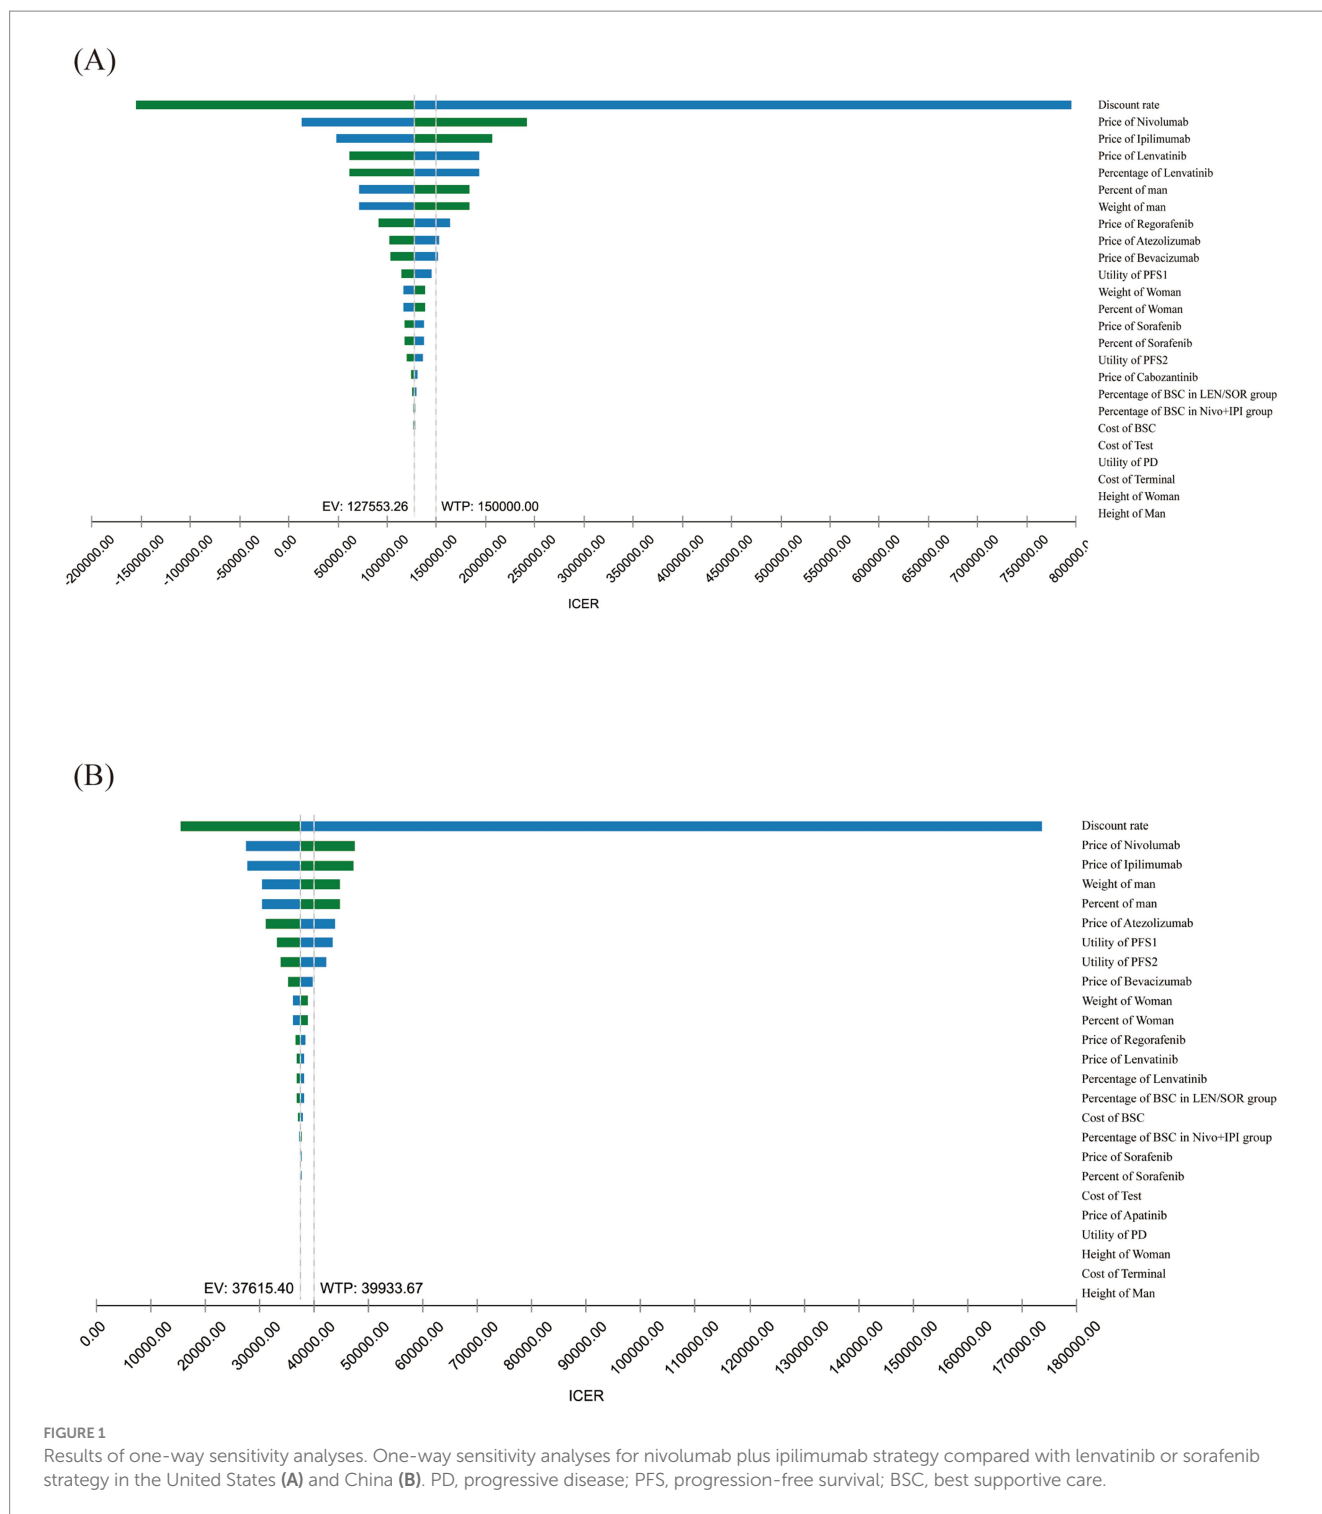 (A)
Discount rate
Price of Nivolumab
Price of Ipilimumab
Price of Lenvatinib
Percentage of Lenvatinib
Percent of man
Weight of man
Price of Regorafenib
Price of Atezolizumab
Price of Bevacizumab
Utility of PFS1
Weight of Woman
Percent of Woman
Price of Sorafenib
Percent of Sorafenib
Utility of PFS2
Price of Cabozantinib
Percentage of BSC in LEN/SOR group
Percentage of BSC in Nivo+IPI group
Cost of BSC
Cost of Test
Utility of PD
Cost of Terminal
Height of Woman
Height of Man
EV: 127553.26 WTP: 150000.00
-200000.00 -150000.00 -100000.00 -50000.00 0.00 50000.00 100000.00 150000.00 200000.00 250000.00 300000.00 350000.00 400000.00 450000.00 500000.00 550000.00 600000.00 650000.00 700000.00 750000.00 800000.0
ICER
(B)
Discount rate
Price of Nivolumab
Price of Ipilimumab
Weight of man
Percent of man
Price of Atezolizumab
Utility of PFS1
Utility of PFS2
Price of Bevacizumab
Weight of Woman
Percent of Woman
Price of Regorafenib
Price of Lenvatinib
Percentage of Lenvatinib
Percentage of BSC in LEN/SOR group
Cost of BSC
Percentage of BSC in Nivo+IPI group
Price of Sorafenib
Percent of Sorafenib
Cost of Test
Price of Apatinib
Utility of PD
Height of Woman
Cost of Terminal
Height of Man
EV: 37615.40 WTP: 39933.67
0.00 10000.00 20000.00 30000.00 40000.00 50000.00 60000.00 70000.00 80000.00 90000.00 100000.00 110000.00 120000.00 130000.00 140000.00 150000.00 160000.00 170000.00 180000.00
ICER
FIGURE 1
Results of one-way sensitivity analyses. One-way sensitivity analyses for nivolumab plus ipilimumab strategy compared with lenvatinib or sorafenib
strategy in the United States (A) and China (B). PD, progressive disease; PFS, progression-free survival; BSC, best supportive care.